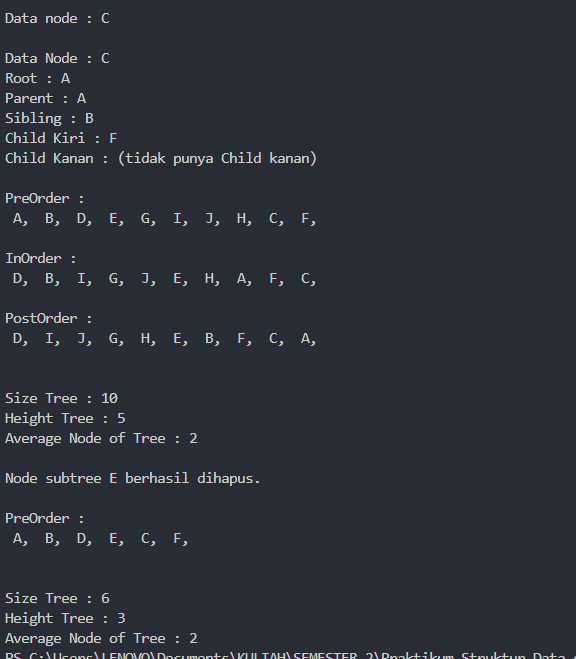 Data node : C
Data Node : C
Root : A
Parent : A
Sibling : B
Child Kiri : F
Child Kanan : (tidak punya Child kanan)
PreOrder :
A, B, D, E, G, I, J, H, C, F,
InOrder :
D, B, I, G, J, E, H, A, F, C,
PostOrder :
D, I, J, G, H, E, B, F, C, A,
Size Tree : 10
Height Tree : 5
Average Node of Tree : 2
Node subtree E berhasil dihapus.
PreOrder :
A, B, D, E, C, F,
Size Tree : 6
Height Tree : 3
Average Node of Tree : 2
PS C:\Users\LENOVO\Documents\KULIAH\SEMESTER 2\Praktikum Struktur Data